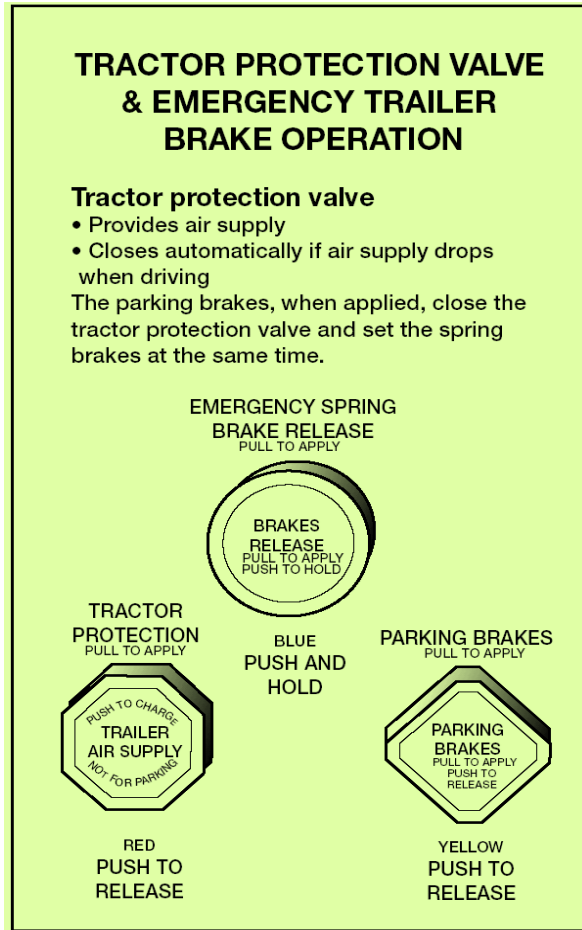 TRACTOR PROTECTION VALVE
& EMERGENCY TRAILER
BRAKE OPERATION
Tractor protection valve
• Provides air supply
• Closes automatically if air supply drops
when driving
The parking brakes, when applied, close the
tractor protection valve and set the spring
brakes at the same time.
EMERGENCY SPRING
BRAKE RELEASE
PULL TO APPLY
BRAKES
RELEASE
PULL TO APPLY
PUSH TO HOLD
BLUE
PUSH AND
HOLD
TRACTOR
PROTECTION
PULL TO APPLY
PUSH TO CHARGE
TRAILER
AIR SUPPLY
NOT FOR PARKING
RED
PUSH TO
RELEASE
PARKING BRAKES
PULL TO APPLY
PARKING
BRAKES
PULL TO APPLY
PUSH TO
RELEASE
YELLOW
PUSH TO
RELEASE